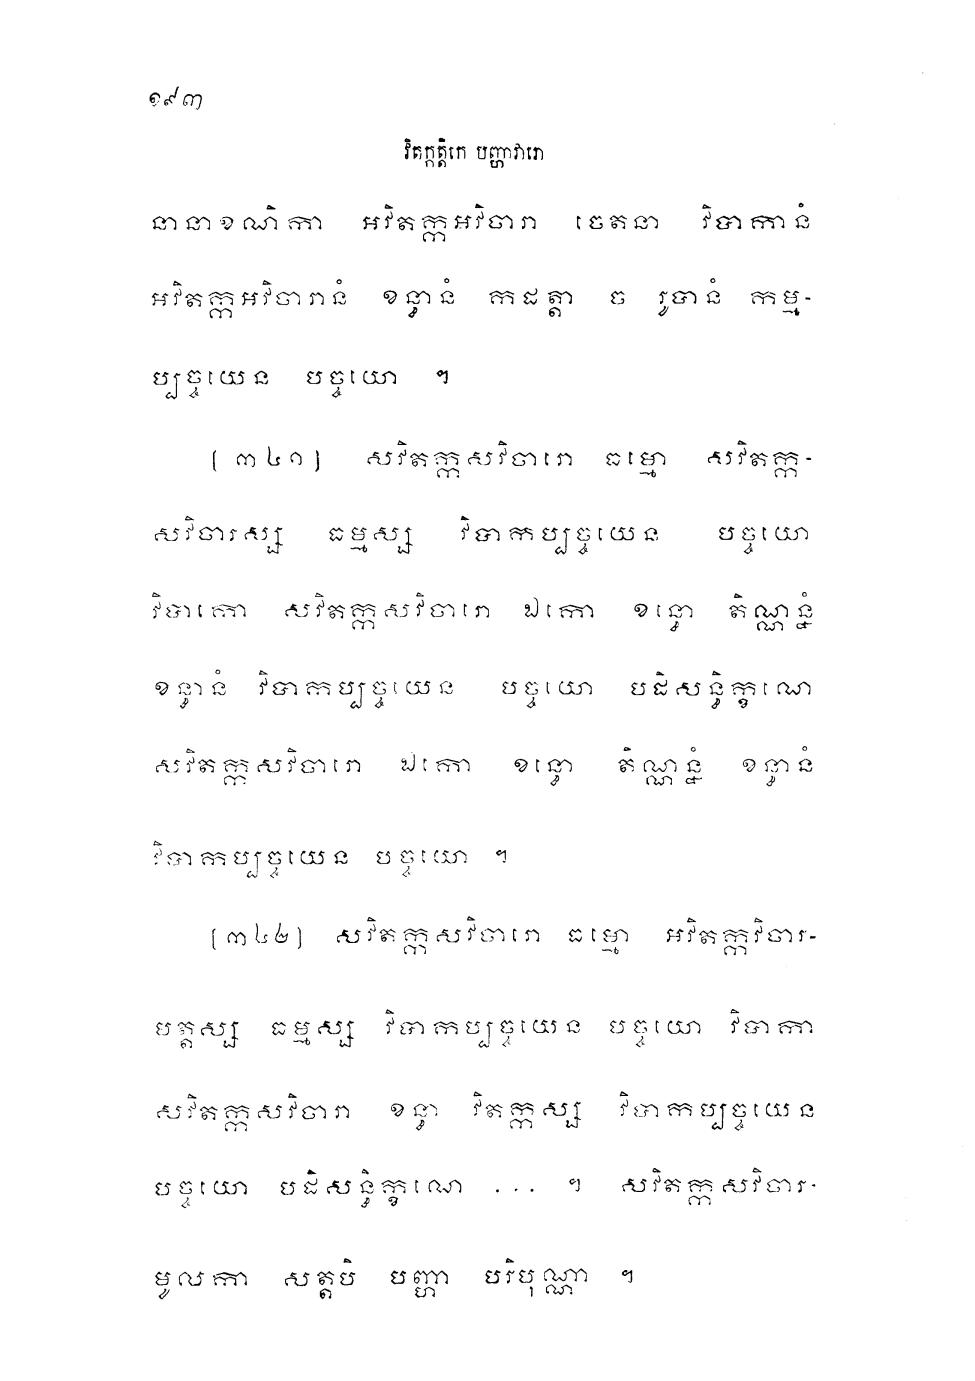 ១៩៣
វិតក្កត្តិកេ បញ្ហាវារោ
នានាខណិកា អវិតក្កអវិចារា ចេតនា វិបាកានំ
អវិតក្កអវិចារានំ ខន្ធានំ កដត្តា ច រូបានំ កម្ម-
ប្បច្ចយេន បច្ចយោ ។
[៣៤១] សវិតក្កសវិចារោ ធម្មោ សវិតក្ក-
សវិចារស្ស ធម្មស្ស វិបាកប្បច្ចយេន បច្ចយោ
វិបាកោ សវិតក្កសវិចារោ ឯកោ ខន្ធោ តិណ្ណន្នំ
ខន្ធានំ វិបាកប្បច្ចយេន បច្ចយោ បដិសន្ធិក្ខណេ
សវិតក្កសវិចារោ ឯកោ ខន្ធោ តិណ្ណន្នំ ខន្ធានំ
វិបាកប្បច្ចយេន បច្ចយោ ។
[៣៤២] សវិតក្កសវិចារោ ធម្មោ អវិតក្កវិចារ-
មត្តស្ស ធម្មស្ស វិបាកប្បច្ចយេន បច្ចយោ វិបាកា
សវិតក្កសវិចារា ខន្ធា វិតក្កស្ស វិបាកប្បច្ចយេន
បច្ចយោ បដិសន្ធិក្ខណេ ... ។ សវិតក្កសវិចារ-
មូលកា សត្តបិ បញ្ហា បរិបុណ្ណា ។